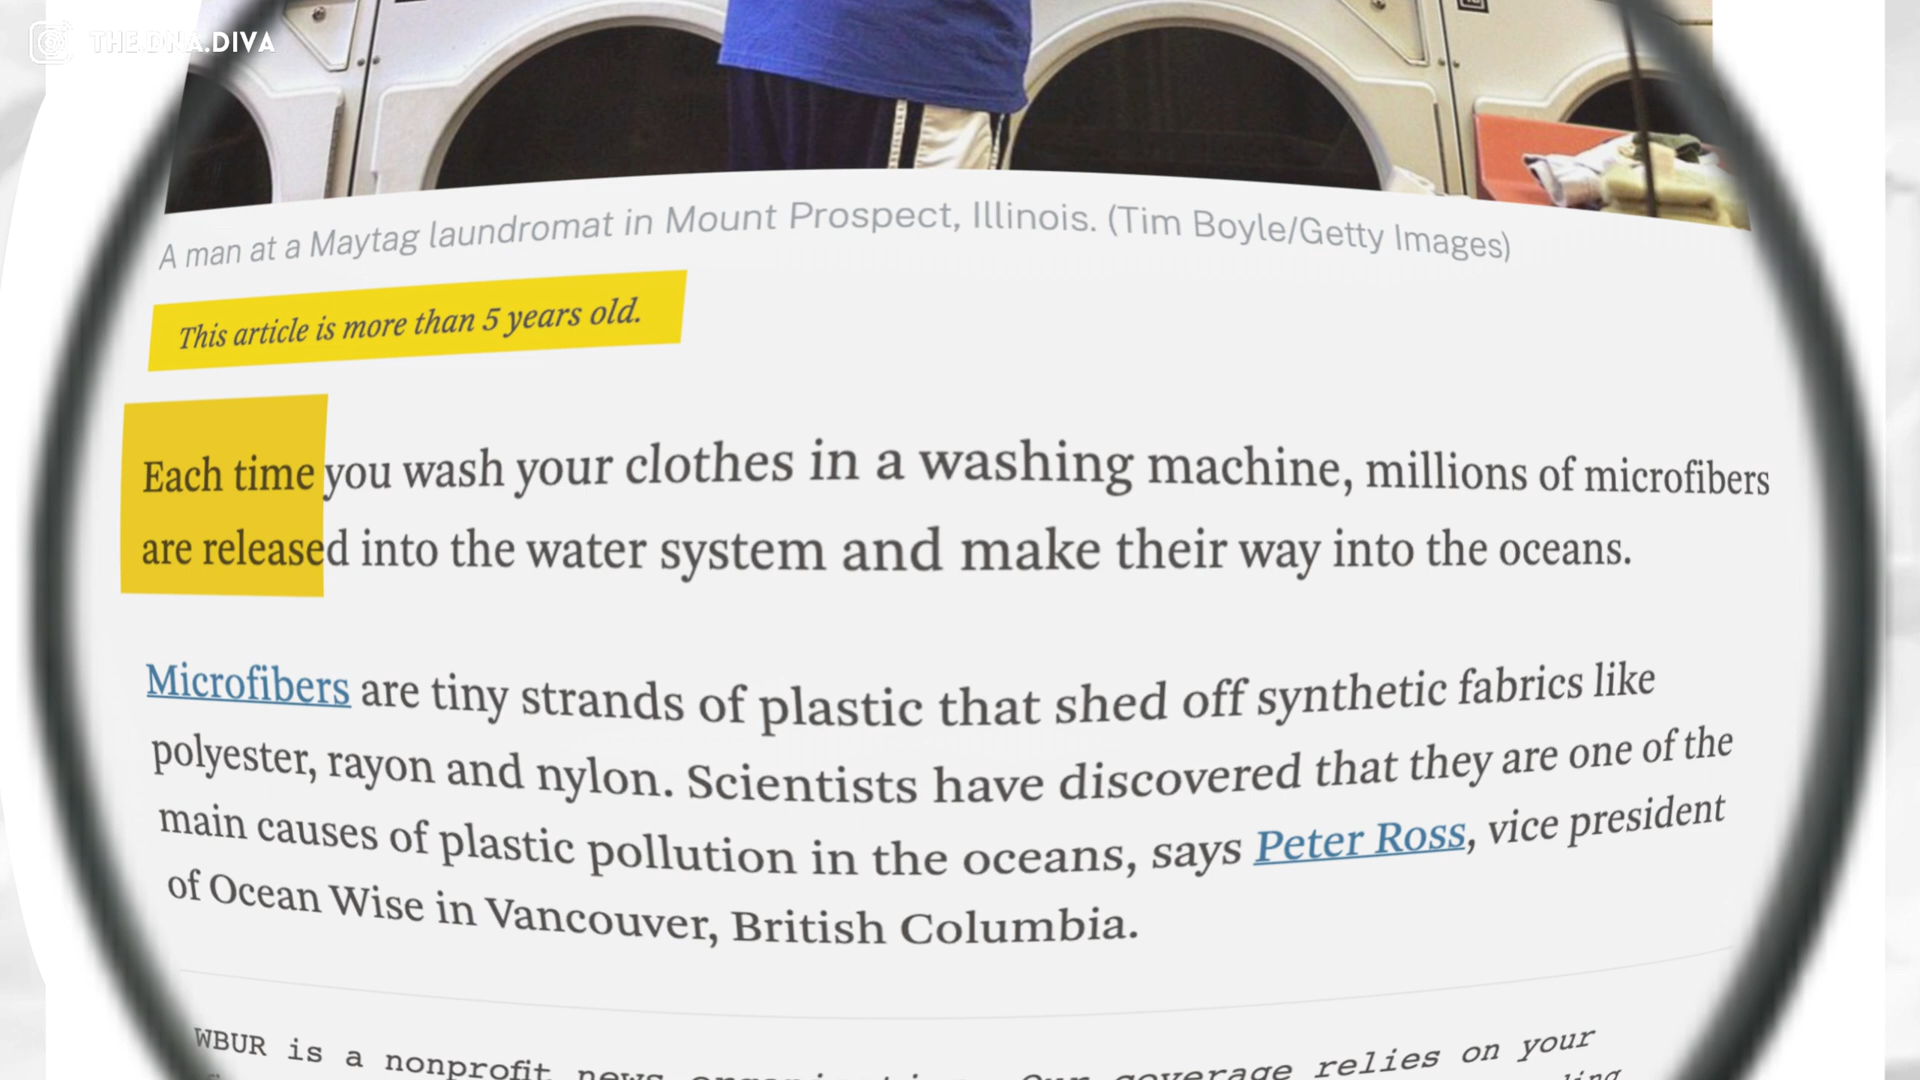 THE.DNA.DIVA
A man at a Maytag laundromat in Mount Prospect, Illinois. (Tim Boyle/Getty Images)
This article is more than 5 years old.
Each time you wash your clothes in a washing machine, millions of microfibers
are released into the water system and make their way into the oceans.
Microfibers are tiny strands of plastic that shed off synthetic fabrics like
polyester, rayon and nylon. Scientists have discovered that they are one of the
main causes of plastic pollution in the oceans, says Peter Ross, vice president
of Ocean Wise in Vancouver, British Columbia.
WBUR is a nonprofit news organization. Our coverage relies on your